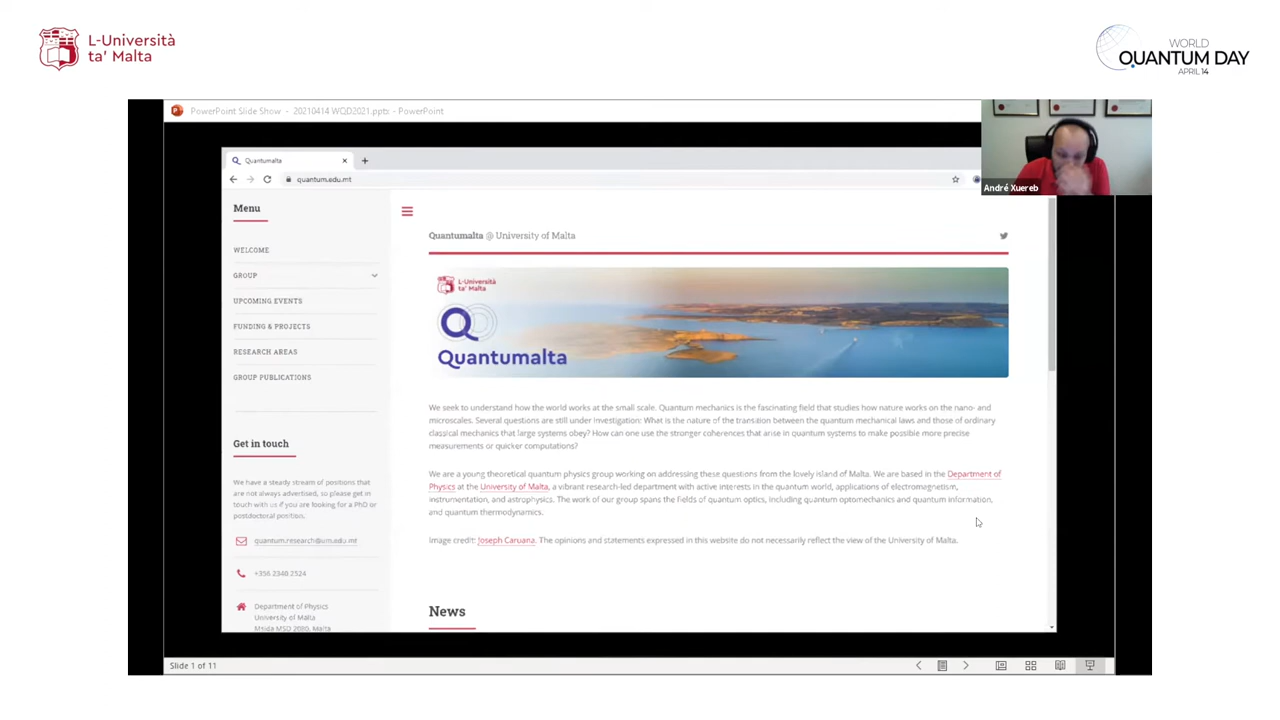 L-Università
ta' Malta
WORLD
QUANTUM DAY
APRIL 14
PowerPoint Slide Show - 20210414 WQD2021.ppts - PowerPoint
André Xuereb
Quantumalta
quantum.edu.mt
Menu
WELCOME
GROUP
UPCOMING EVENTS
FUNDING & PROJECTS
RESEARCH AREAS
GROUP PUBLICATIONS
Get in touch
We have a steady stream of positions
that are not always advertised, so please get in
touch with us if you are looking for a PhD or
postdoctoral position.
quantum.research@um.edu.mt
+356 2340 2524
Department of Physics
University of Malta
Msida MSD 2080, Malta
Quantumalta @ University of Malta
L-Università
ta' Malta
Quantumalta
We seek to understand how the world works at the small scale. Quantum mechanics is the fascinating field that studies how nature works on the nano- and
microscales. Several questions are still under investigation: What is the nature of the transition between the quantum mechanical laws and those of ordinary
classical mechanics that large systems obey? How can one use the stronger coherences that arise in quantum systems to make possible more precise
measurements or quicker computations?
We are a young theoretical quantum physics group working on addressing these questions from the lovely island of Malta. We are based in the Department of
Physics at the University of Malta, a vibrant research-led department with active interests in the quantum world, applications of electromagnetism,
instrumentation, and astrophysics. The work of our group spans the fields of quantum optics, including quantum optomechanics and quantum information,
and quantum thermodynamics.
Image credit: Joseph Caruana. The opinions and statements expressed in this website do not necessarily reflect the view of the University of Malta.
News
Slide 1 of 11